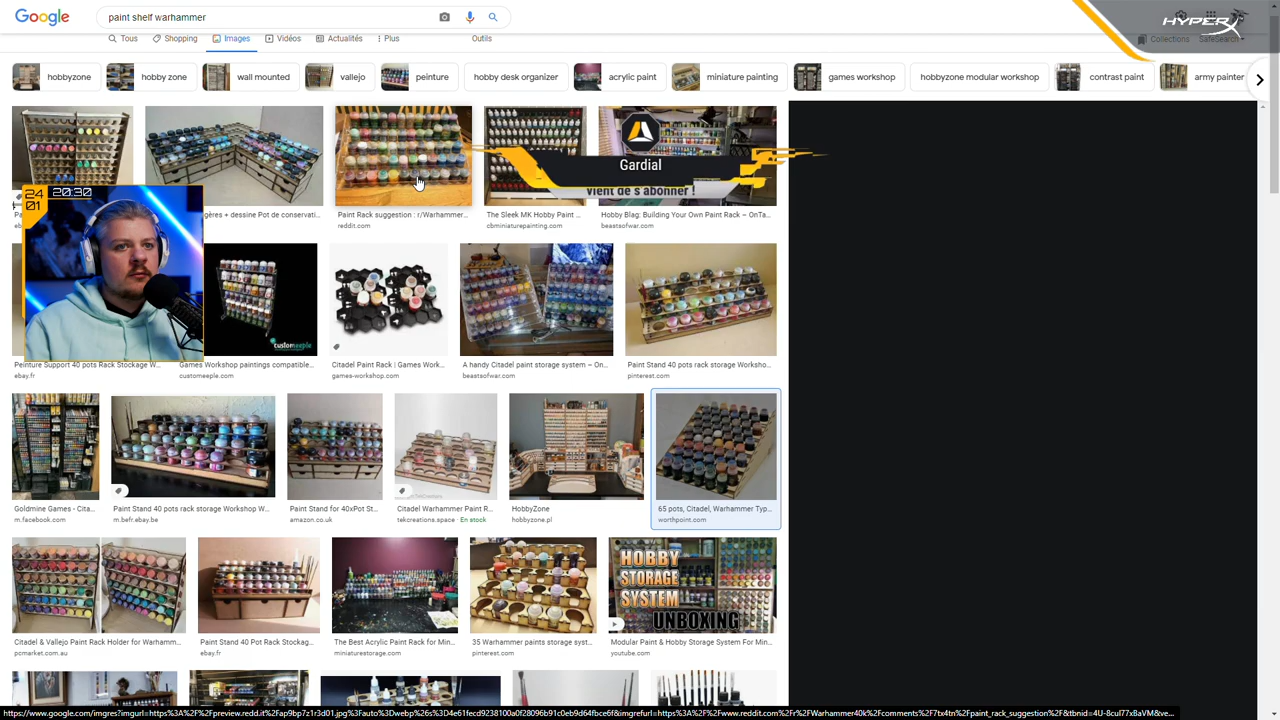 Google
paint shelf warhammer
HYPERX
Tous
Shopping
Images
Vidéos
Actualités
Plus
Outils
Collections
SafeSearch
hobbyzone
hobby zone
wall mounted
vallejo
peinture
hobby desk organizer
acrylic paint
miniature painting
games workshop
hobbyzone modular workshop
contrast paint
army painter
Gardial
vient de s'abonner !
gères + dessine Pot de conservati...
Paint Rack suggestion : r/Warhammer...
reddit.com
The Sleek MK Hobby Paint ...
cbminiaturepainting.com
Hobby Blag: Building Your Own Paint Rack – OnTa...
beastsofwar.com
24
01
20:30
customeeple
Peinture Support 40 pots Rack Stockage W...
ebay.fr
Games Workshop paintings compatible...
customeeple.com
Citadel Paint Rack | Games Work...
games-workshop.com
A handy Citadel paint storage system – On...
beastsofwar.com
Paint Stand 40 pots rack storage Worksho...
pinterest.com
Goldmine Games - Cita...
m.facebook.com
Paint Stand 40 pots rack storage Workshop W...
m.befr.ebay.be
Paint Stand for 40xPot St...
amazon.co.uk
Citadel Warhammer Paint R...
tekcreations.space · En stock
HobbyZone
hobbyzone.pl
65 pots, Citadel, Warhammer Typ...
worthpoint.com
HOBBY
STORAGE
SYSTEM
UNBOXING
Citadel & Vallejo Paint Rack Holder for Warhamm...
pcmarket.com.au
Paint Stand 40 Pot Rack Stockag...
ebay.fr
The Best Acrylic Paint Rack for Min...
miniaturestorage.com
35 Warhammer paints storage syst...
pinterest.com
Modular Paint & Hobby Storage System For Min...
youtube.com